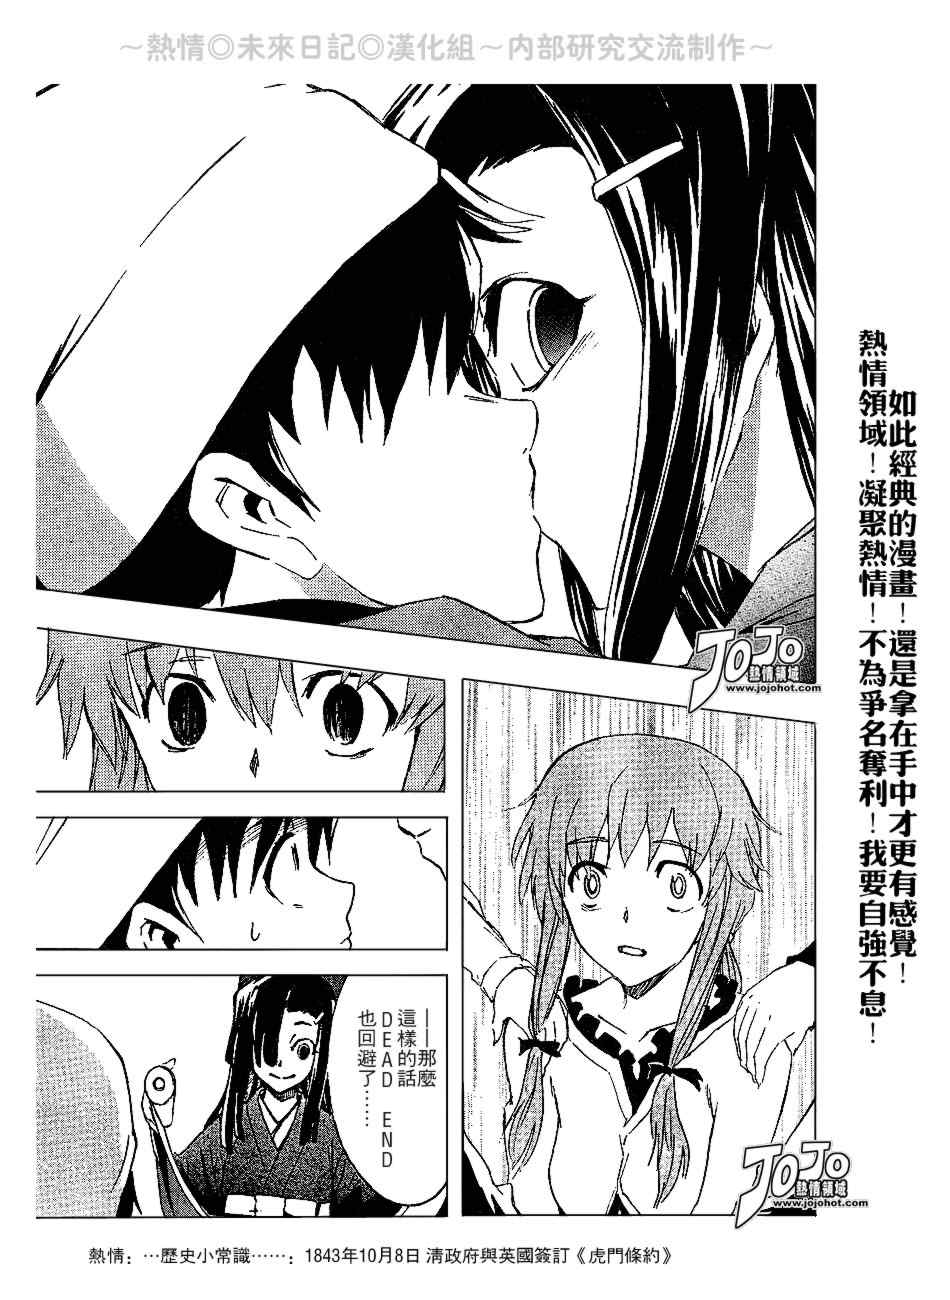 ～熱情◎未來日記◎漢化組～内部研究交流制作～
如此經典的漫畫！還是拿在手中才更有感覺！
熱情領域！凝聚熱情！不為爭名奪利！我要自強不息！
JOJO
熱情領域
www.jojohot.com
——那麼
這樣的話
DEAD END
也回避了……
JOJO
熱情領域
www.jojohot.com
熱情：…歷史小常識……：1843年10月8日 清政府與英國簽訂《虎門條約》